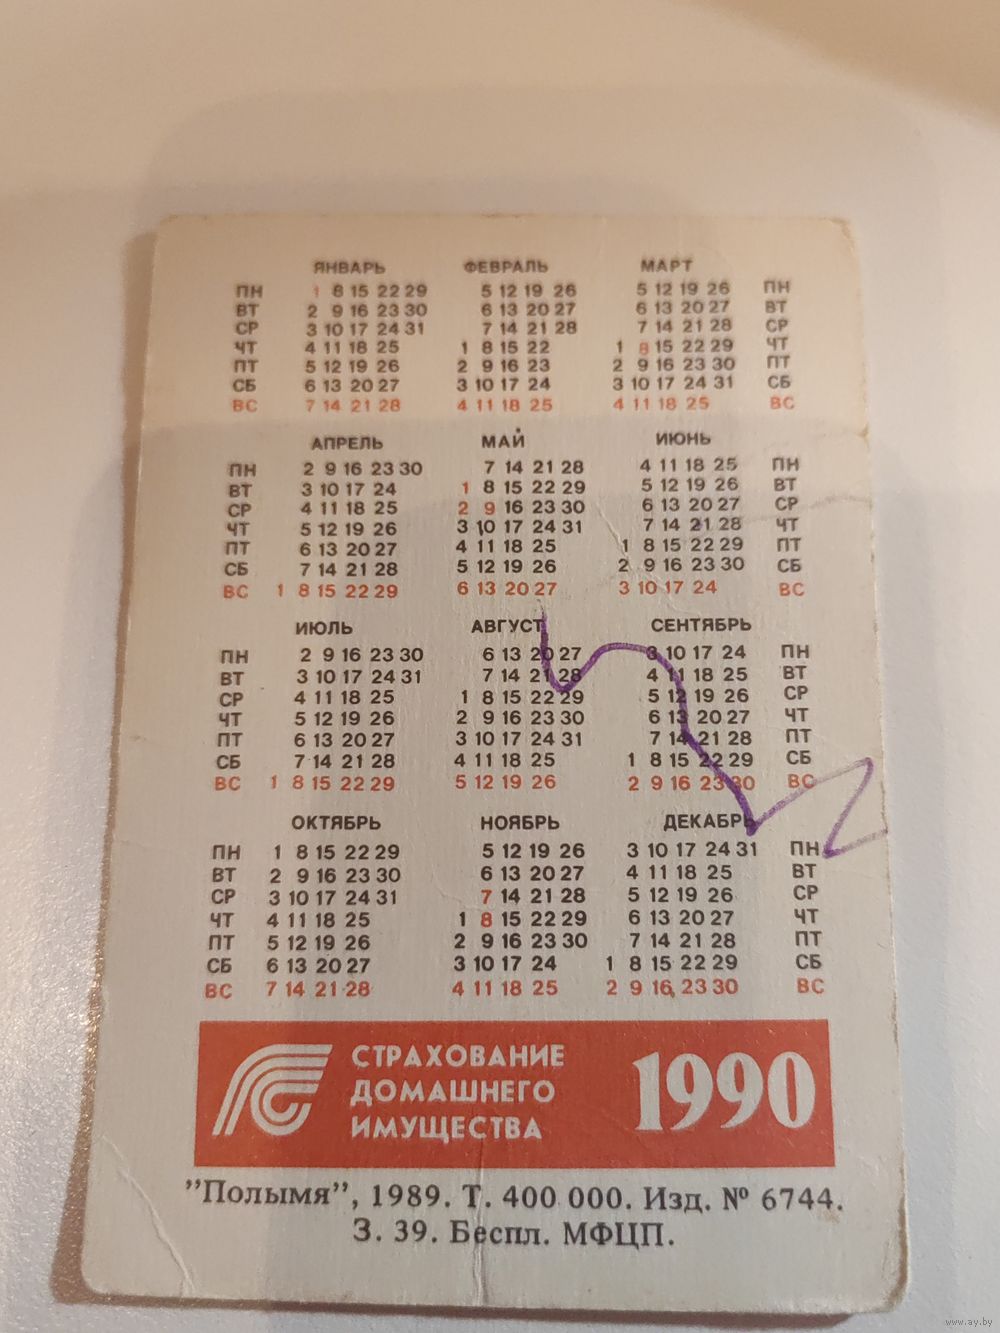 ЯНВАРЬ ФЕВРАЛЬ МАРТ
ПН 1 8 15 22 29 5 12 19 26 5 12 19 26 ПН
ВТ 2 9 16 23 30 6 13 20 27 6 13 20 27 ВТ
СР 3 10 17 24 31 7 14 21 28 7 14 21 28 СР
ЧТ 4 11 18 25 1 8 15 22 1 8 15 22 29 ЧТ
ПТ 5 12 19 26 2 9 16 23 2 9 16 23 30 ПТ
СБ 6 13 20 27 3 10 17 24 3 10 17 24 31 СБ
ВС 7 14 21 28 4 11 18 25 4 11 18 25 ВС
АПРЕЛЬ МАЙ ИЮНЬ
ПН 2 9 16 23 30 7 14 21 28 4 11 18 25 ПН
ВТ 3 10 17 24 1 8 15 22 29 5 12 19 26 ВТ
СР 4 11 18 25 2 9 16 23 30 6 13 20 27 СР
ЧТ 5 12 19 26 3 10 17 24 31 7 14 21 28 ЧТ
ПТ 6 13 20 27 4 11 18 25 1 8 15 22 29 ПТ
СБ 7 14 21 28 5 12 19 26 2 9 16 23 30 СБ
ВС 1 8 15 22 29 6 13 20 27 3 10 17 24 ВС
ИЮЛЬ АВГУСТ СЕНТЯБРЬ
ПН 2 9 16 23 30 6 13 20 27 3 10 17 24 ПН
ВТ 3 10 17 24 31 7 14 21 28 4 11 18 25 ВТ
СР 4 11 18 25 1 8 15 22 29 5 12 19 26 СР
ЧТ 5 12 19 26 2 9 16 23 30 6 13 20 27 ЧТ
ПТ 6 13 20 27 3 10 17 24 31 7 14 21 28 ПТ
СБ 7 14 21 28 4 11 18 25 1 8 15 22 29 СБ
ВС 1 8 15 22 29 5 12 19 26 2 9 16 23 30 ВС
ОКТЯБРЬ НОЯБРЬ ДЕКАБРЬ
ПН 1 8 15 22 29 5 12 19 26 3 10 17 24 31 ПН
ВТ 2 9 16 23 30 6 13 20 27 4 11 18 25 ВТ
СР 3 10 17 24 31 7 14 21 28 5 12 19 26 СР
ЧТ 4 11 18 25 1 8 15 22 29 6 13 20 27 ЧТ
ПТ 5 12 19 26 2 9 16 23 30 7 14 21 28 ПТ
СБ 6 13 20 27 3 10 17 24 1 8 15 22 29 СБ
ВС 7 14 21 28 4 11 18 25 2 9 16 23 30 ВС
СТРАХОВАНИЕ
ДОМАШНЕГО
ИМУЩЕСТВА
1990
"Полымя", 1989. Т. 400 000. Изд. № 6744.
З. 39. Беспл. МФЦП.
www.ay.by